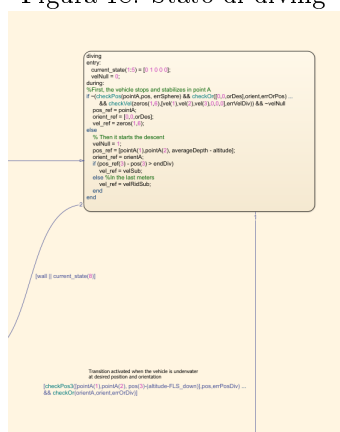 Figura 18: Stato di diving
diving
entry:
current_state(1:5) = [0 1 0 0 0];
velNull = 0;
during:
%First, the vehicle stops and stabilizes in point A
if ~(checkPos(pointA,pos, errSphere) && checkOr([0,0,orDes],orient,errOrPos) ...
&& checkVel(zeros(1,6),[vel(1),vel(2),vel(3),0,0,0],errVelDiv)) && ~velNull
pos_ref = pointA;
orient_ref = [0,0,orDes];
vel_ref = zeros(1,6);
else
% Then it starts the descent
velNull = 1;
pos_ref = [pointA(1),pointA(2), averageDepth - altitude];
orient_ref = orientA;
if (pos_ref(3) - pos(3) > endDiv)
vel_ref = velSub;
else %In the last meters
vel_ref = velRidSub;
end
end
2
1
[wall || current_state(5)]
Transition activated when the vehicle is underwater
at desired position and orientation
[checkPos3([pointA(1),pointA(2), pos(3)-(altitude-FLS_down)],pos,errPosDiv) ...
&& checkOr(orientA,orient,errOrDiv)]